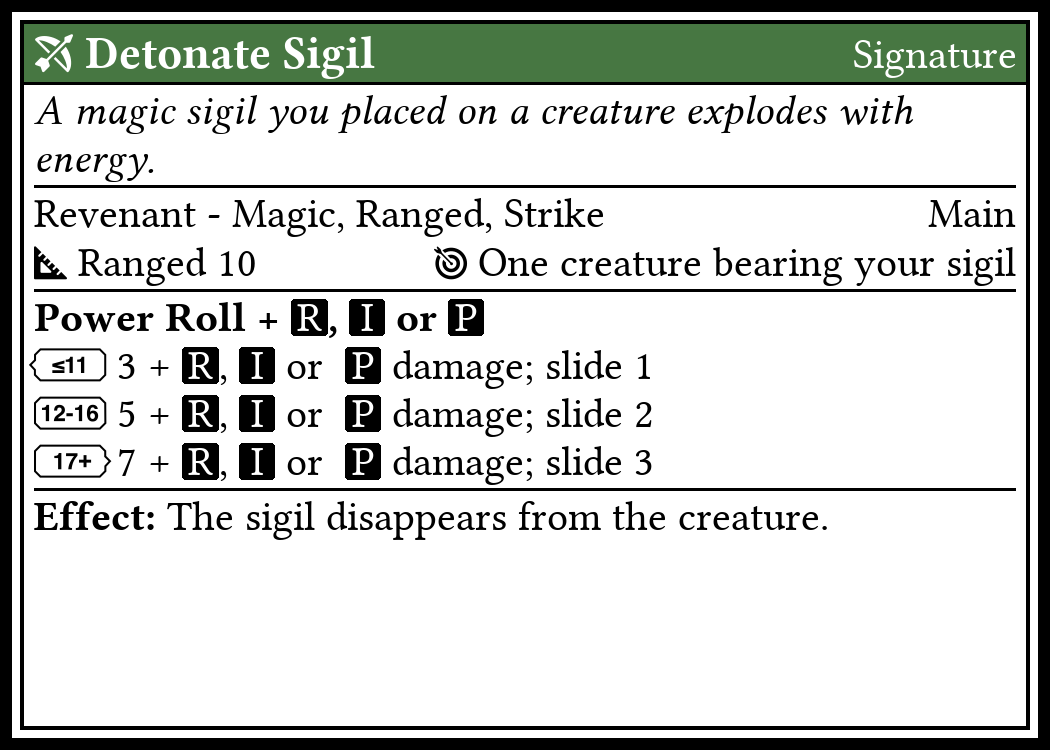 Detonate Sigil Signature
A magic sigil you placed on a creature explodes with
energy.
Revenant - Magic, Ranged, Strike Main
Ranged 10 One creature bearing your sigil
Power Roll + R, I or P
≤11 3 + R, I or P damage; slide 1
12-16 5 + R, I or P damage; slide 2
17+ 7 + R, I or P damage; slide 3
Effect: The sigil disappears from the creature.